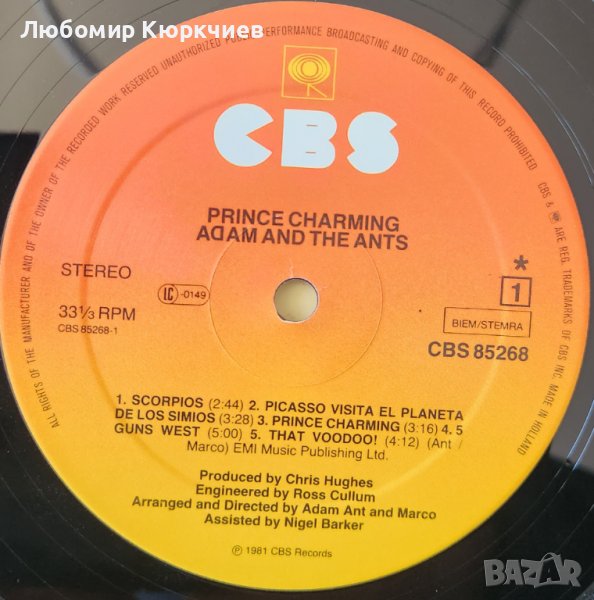 Любомир Кюркчиев
ALL RIGHTS OF THE MANUFACTURER AND OF THE OWNER OF THE RECORDED WORK RESERVED UNAUTHORIZED PUBLIC PERFORMANCE BROADCASTING AND COPYING OF THIS RECORD PROHIBITED
CBS & ARE REG. TRADEMARKS OF CBS INC. MADE IN HOLLAND
CBS
PRINCE CHARMING
ADAM AND THE ANTS
STEREO
*
1
33⅓ RPM
LC-0149
BIEM/STEMRA
CBS 85268-1
CBS 85268
1. SCORPIOS (2:44) 2. PICASSO VISITA EL PLANETA
DE LOS SIMIOS (3:28) 3. PRINCE CHARMING (3:16) 4. 5
GUNS WEST (5:00) 5. THAT VOODOO! (4:12) (Ant /
Marco) EMI Music Publishing Ltd.
Produced by Chris Hughes
Engineered by Ross Cullum
Arranged and Directed by Adam Ant and Marco
Assisted by Nigel Barker
℗ 1981 CBS Records
BAZAR